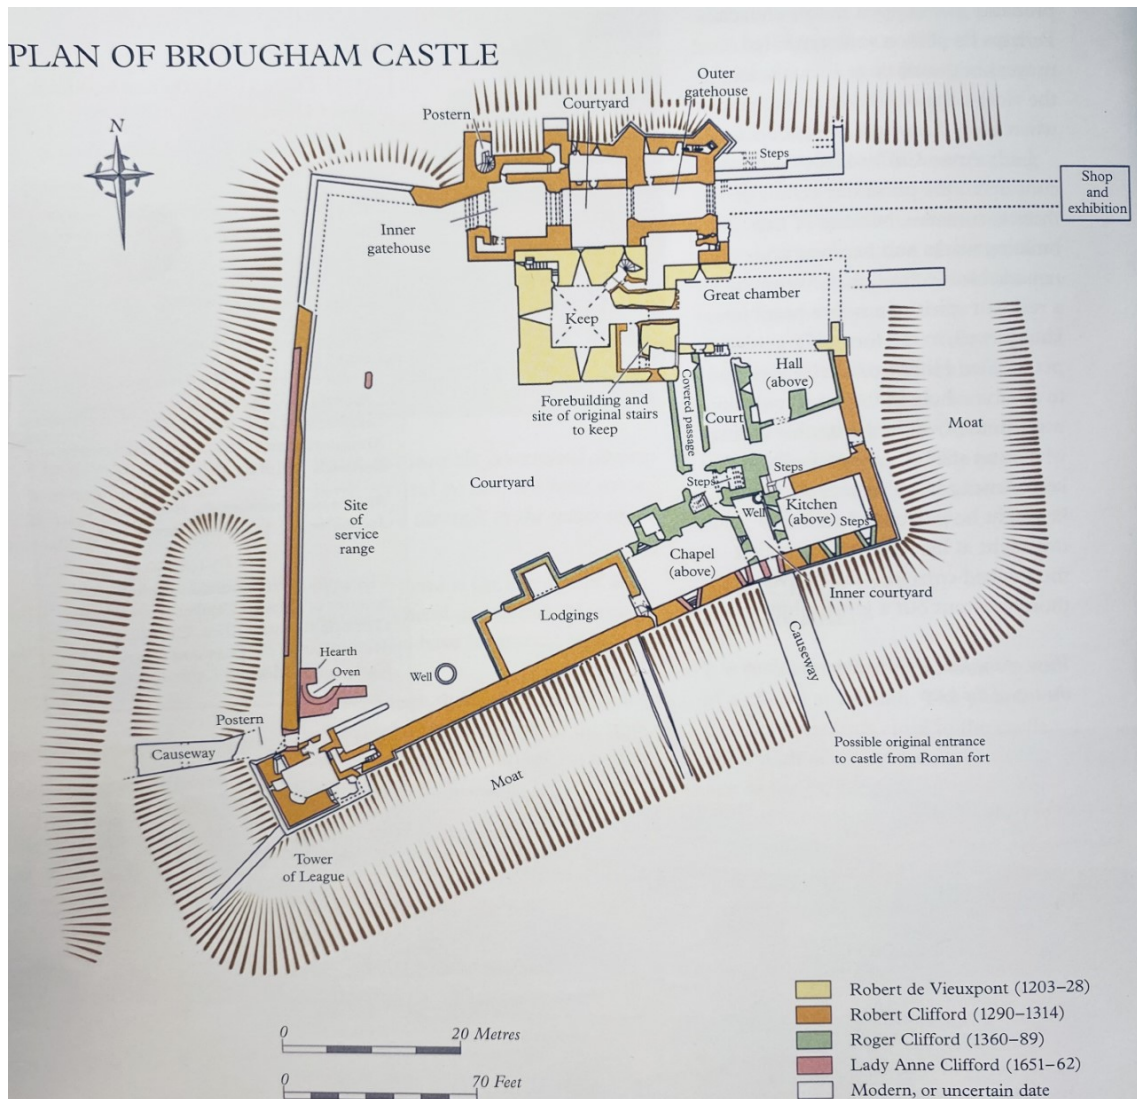 PLAN OF BROUGHAM CASTLE
N
Postern
Courtyard
Outer
gatehouse
Steps
Shop
and
exhibition
Inner
gatehouse
Great chamber
Keep
Hall
(above)
Forebuilding and
site of original stairs
to keep
Covered passage
Court
Moat
Courtyard
Steps
Steps
Site
of
service
range
Well
Kitchen
(above)
Steps
Chapel
(above)
Inner courtyard
Lodgings
Causeway
Hearth
Oven
Well
Postern
Causeway
Possible original entrance
to castle from Roman fort
Moat
Tower
of League
Robert de Vieuxpont (1203–28)
Robert Clifford (1290–1314)
Roger Clifford (1360–89)
Lady Anne Clifford (1651–62)
Modern, or uncertain date
0 20 Metres
0 70 Feet